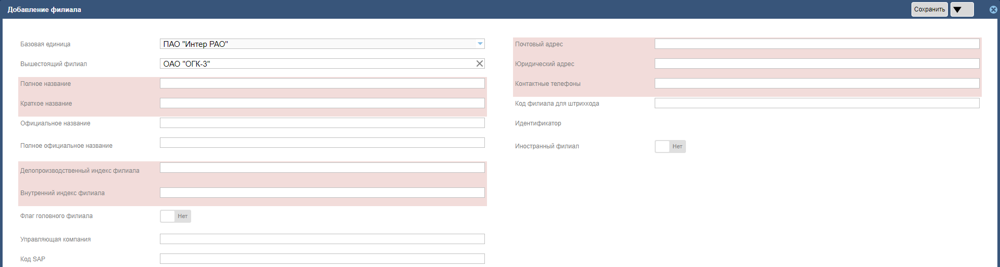 Добавление филиала
Сохранить
Базовая единица
ПАО "Интер РАО"
Вышестоящий филиал
ОАО "ОГК-3"
Полное название
Краткое название
Официальное название
Полное официальное название
Делопроизводственный индекс филиала
Внутренний индекс филиала
Флаг головного филиала
Нет
Управляющая компания
Код SAP
Почтовый адрес
Юридический адрес
Контактные телефоны
Код филиала для штрихкода
Идентификатор
Иностранный филиал
Нет